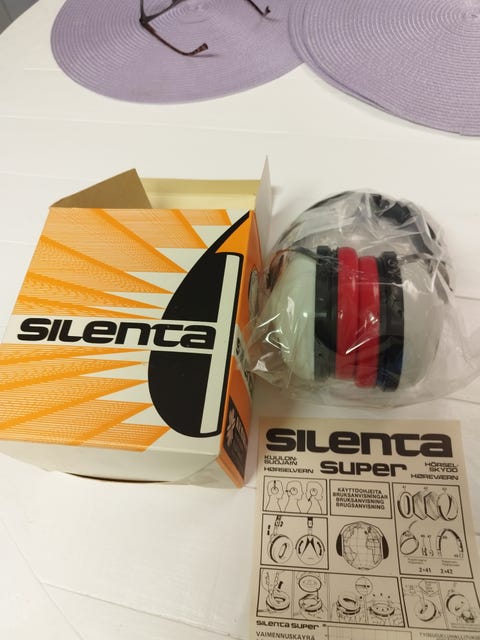 SILENTA
SILENTA
KUULON-
SUOJAIN
HØRSELVERN
SUPER
HÖRSEL-
SKYDD
HØREVÆRN
KÄYTTÖOHJEITA
BRUKSANVISNINGAR
BRUKSANVISNING
BRUGSANVISNING
2×41
2×42
SILENTA SUPER
VAIMENNUSKÄYRÄ